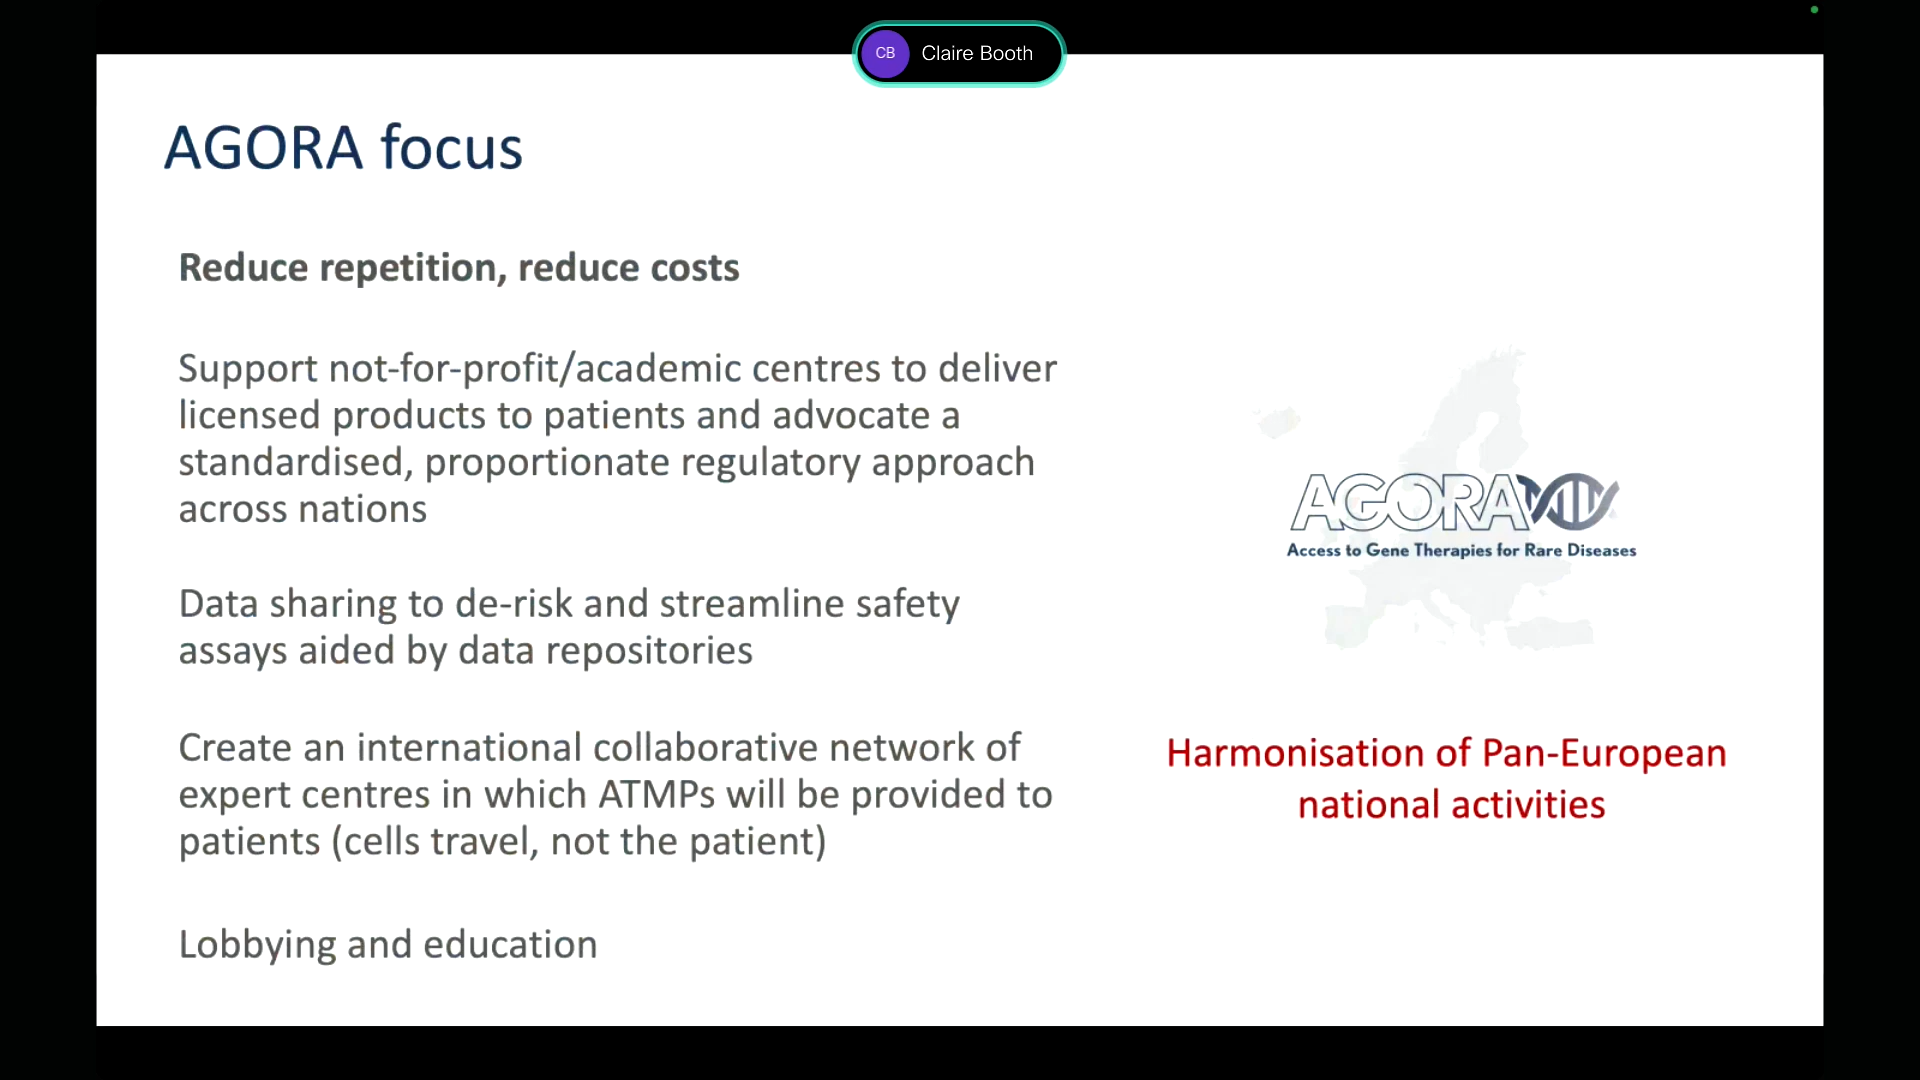 CB Claire Booth
AGORA focus
Reduce repetition, reduce costs
Support not-for-profit/academic centres to deliver
licensed products to patients and advocate a
standardised, proportionate regulatory approach
across nations
Data sharing to de-risk and streamline safety
assays aided by data repositories
Create an international collaborative network of
expert centres in which ATMPs will be provided to
patients (cells travel, not the patient)
Lobbying and education
AGORA
Access to Gene Therapies for Rare Diseases
Harmonisation of Pan-European
national activities